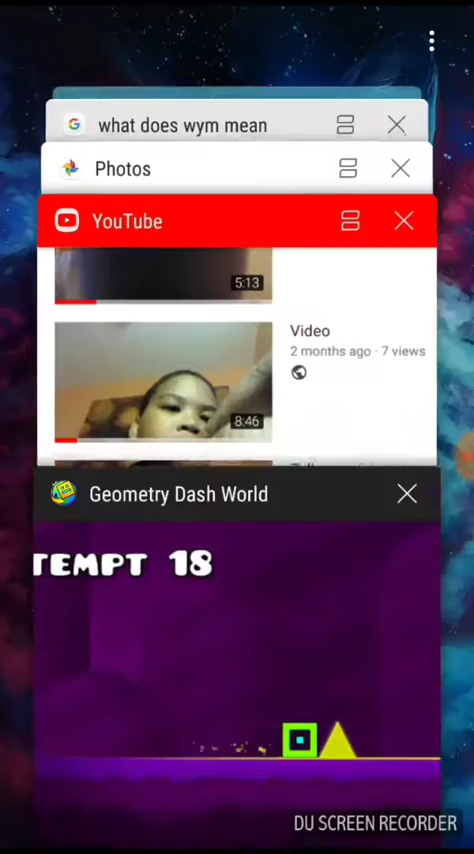 what does wym mean
Photos
YouTube
5:13
Video
2 months ago · 7 views
8:46
Geometry Dash World
TEMPT 18
DU SCREEN RECORDER